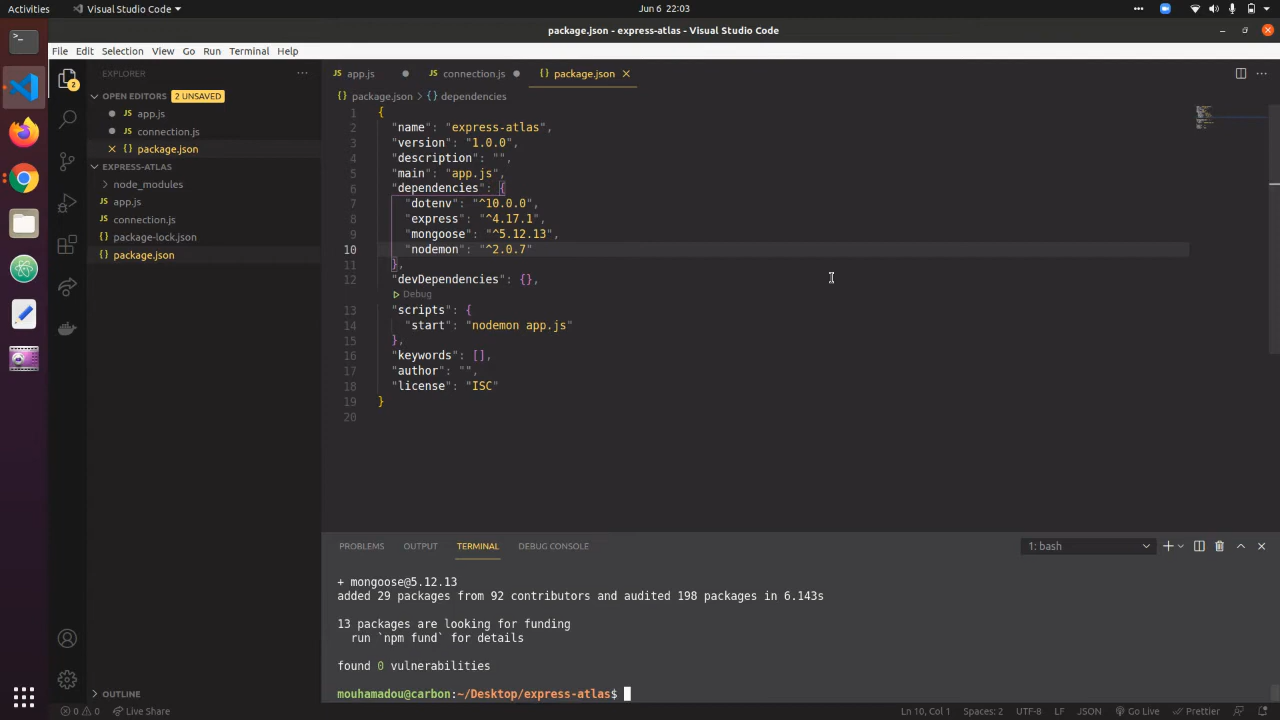 Activities
Visual Studio Code
Jun 6 22:03
package.json - express-atlas - Visual Studio Code
File Edit Selection View Go Run Terminal Help
EXPLORER
OPEN EDITORS 2 UNSAVED
JS app.js
JS connection.js
{} package.json
EXPRESS-ATLAS
node_modules
JS app.js
JS connection.js
{} package-lock.json
{} package.json
OUTLINE
2
JS app.js
JS connection.js
{} package.json
{} package.json > {} dependencies
1 {
2 "name": "express-atlas",
3 "version": "1.0.0",
4 "description": "",
5 "main": "app.js",
6 "dependencies": {
7 "dotenv": "^10.0.0",
8 "express": "^4.17.1",
9 "mongoose": "^5.12.13",
10 "nodemon": "^2.0.7"
11 },
12 "devDependencies": {},
Debug
13 "scripts": {
14 "start": "nodemon app.js"
15 },
16 "keywords": [],
17 "author": "",
18 "license": "ISC"
19 }
20
PROBLEMS OUTPUT TERMINAL DEBUG CONSOLE
1: bash
+ mongoose@5.12.13
added 29 packages from 92 contributors and audited 198 packages in 6.143s
13 packages are looking for funding
run `npm fund` for details
found 0 vulnerabilities
mouhamadou@carbon:~/Desktop/express-atlas$
0 0 Live Share
Ln 10, Col 1 Spaces: 2 UTF-8 LF JSON Go Live Prettier